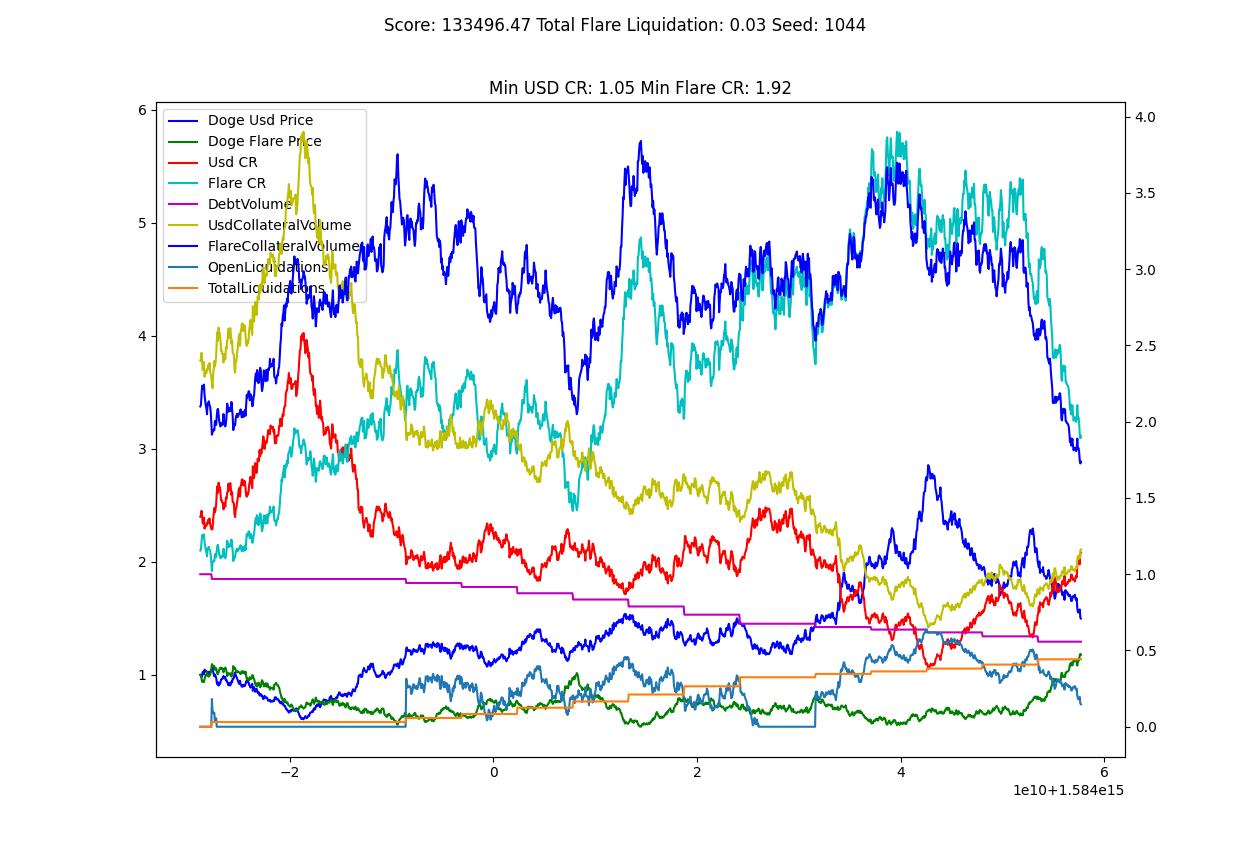 Score: 133496.47 Total Flare Liquidation: 0.03 Seed: 1044
Min USD CR: 1.05 Min Flare CR: 1.92
Doge Usd Price
Doge Flare Price
Usd CR
Flare CR
DebtVolume
UsdCollateralVolume
FlareCollateralVolume
OpenLiquidations
TotalLiquidations
6
5
4
3
2
1
4.0
3.5
3.0
2.5
2.0
1.5
1.0
0.5
0.0
−2
0
2
4
6
1e10+1.584e15